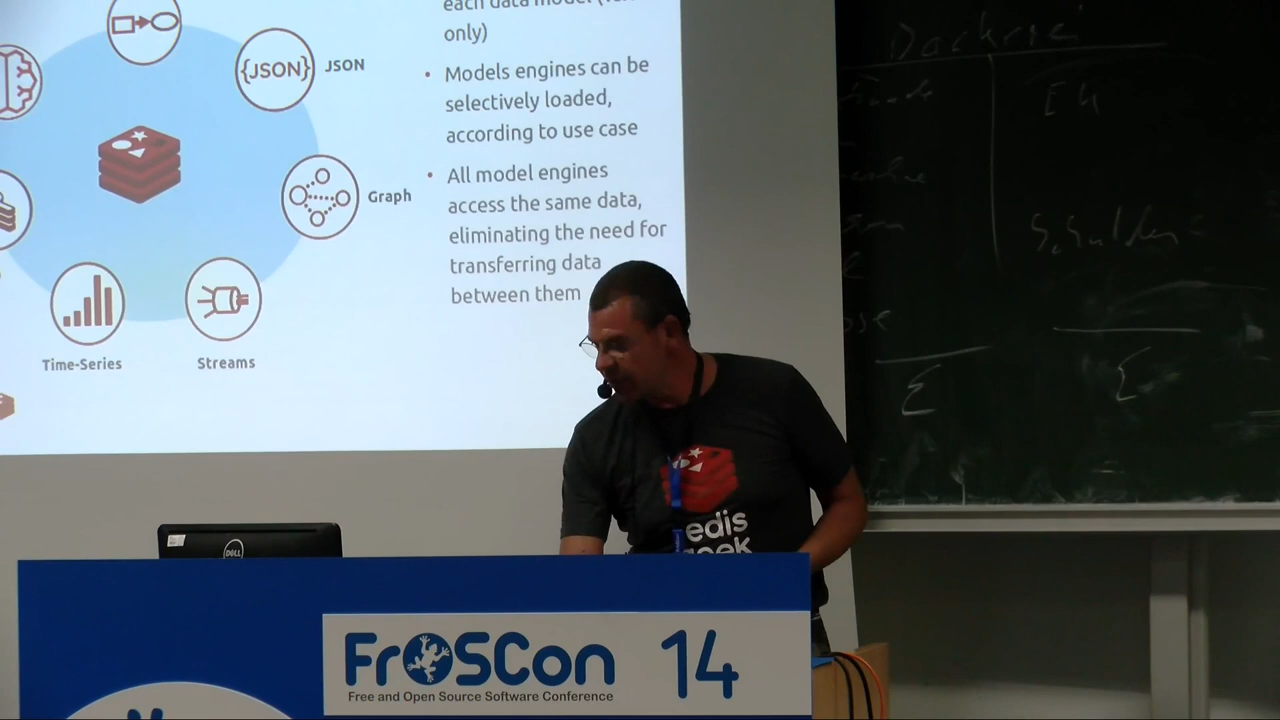 each data model (
only)
{JSON}
JSON
• Models engines can be
selectively loaded,
according to use case
• All model engines
access the same data,
eliminating the need for
transferring data
between them
Graph
Time-Series
Streams
edis
geek
DELL
FrOSCon 14
Free and Open Source Software Conference
Σ
Σ